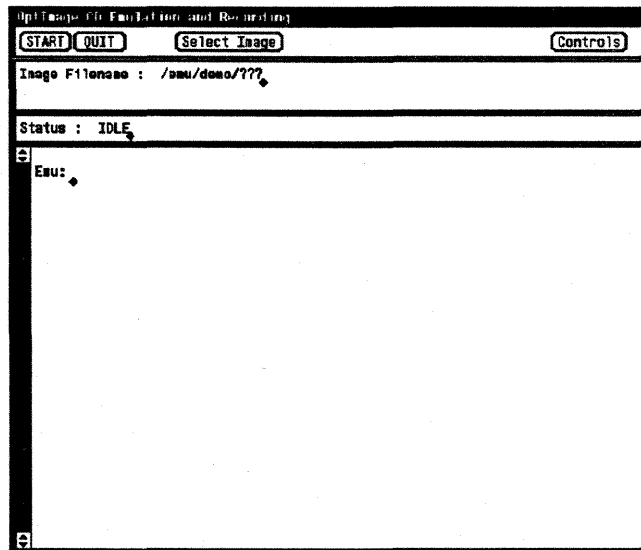 OptImage CD Emulation and Recording
START QUIT Select Image Controls
Image Filename : /emu/demo/???
Status : IDLE
Emu: